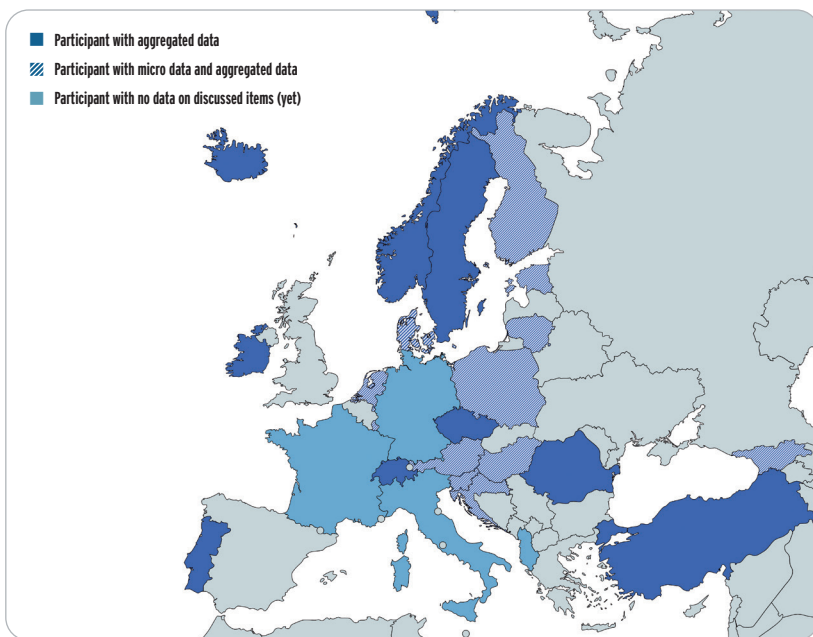 Participant with aggregated data
Participant with micro data and aggregated data
Participant with no data on discussed items (yet)